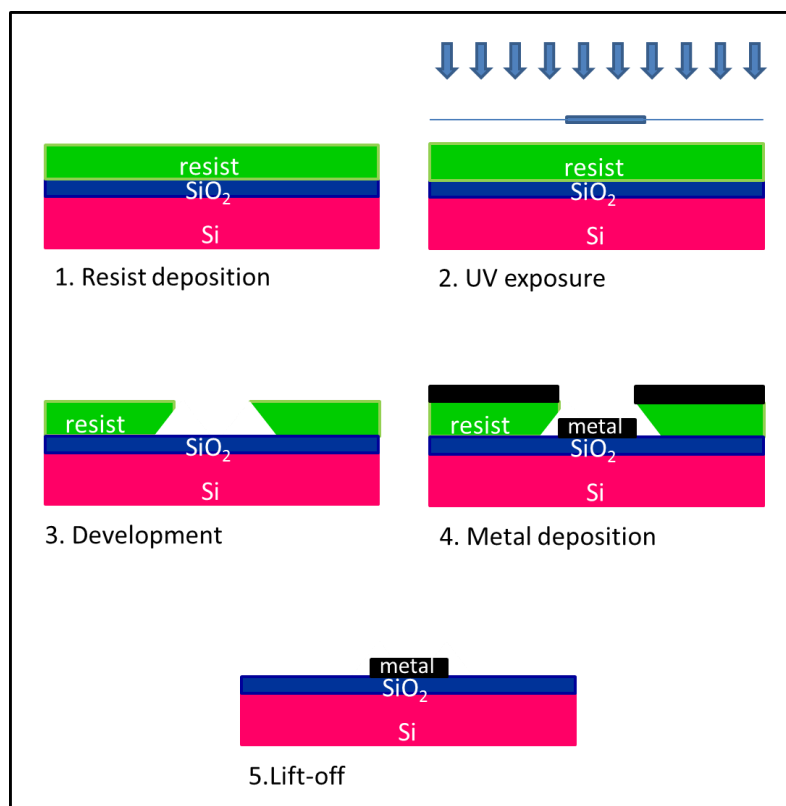 resist
SiO₂
Si
1. Resist deposition
resist
SiO₂
Si
2. UV exposure
resist
SiO₂
Si
3. Development
resist
metal
SiO₂
Si
4. Metal deposition
metal
SiO₂
Si
5.Lift-off